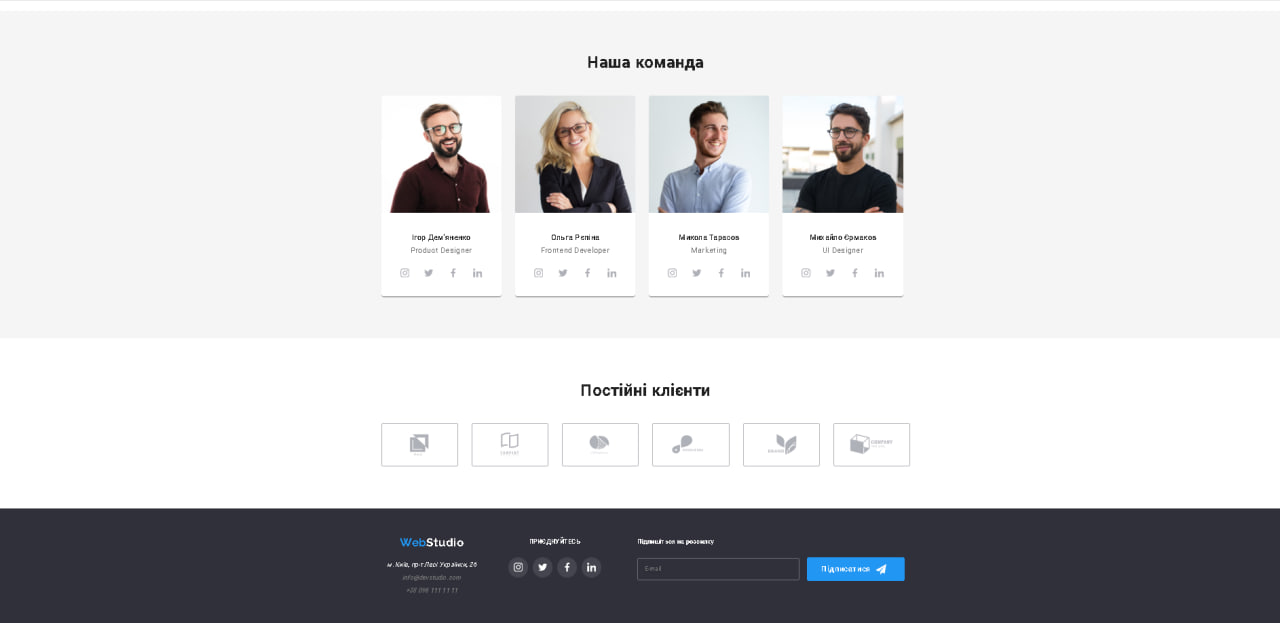 Наша команда
Ігор Дем'яненко
Product Designer
Ольга Рєпіна
Frontend Developer
Микола Тарасов
Marketing
Михайло Єрмаков
UI Designer
Постійні клієнти
COMPANY
COMPANY
WebStudio
м. Київ, пр-т Лесі Українки, 26
info@devstudio.com
+38 096 111 11 11
ПРИЄДНУЙТЕСЬ
Підпишіться на розсилку
E-mail
Підписатися